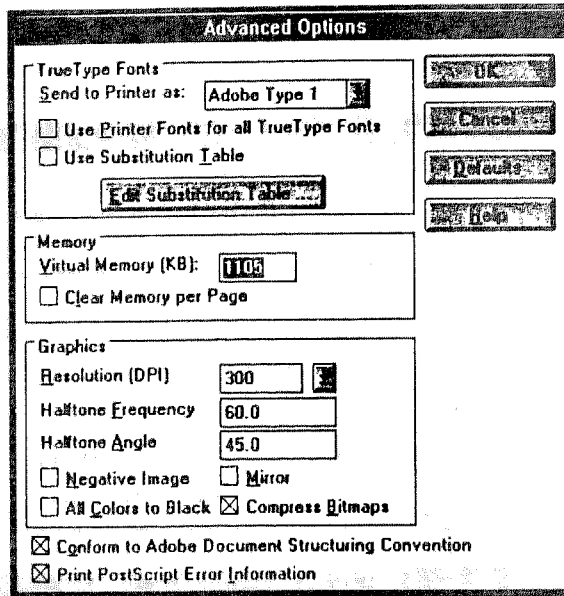 Advanced Options
TrueType Fonts
Send to Printer as: Adobe Type 1
Use Printer Fonts for all TrueType Fonts
Use Substitution Table
Edit Substitution Table ...
OK
Cancel
Defaults
Help
Memory
Virtual Memory (KB): 1105
Clear Memory per Page
Graphics
Resolution (DPI) 300
Halftone Frequency 60.0
Halftone Angle 45.0
Negative Image Mirror
All Colors to Black Compress Bitmaps
Conform to Adobe Document Structuring Convention
Print PostScript Error Information